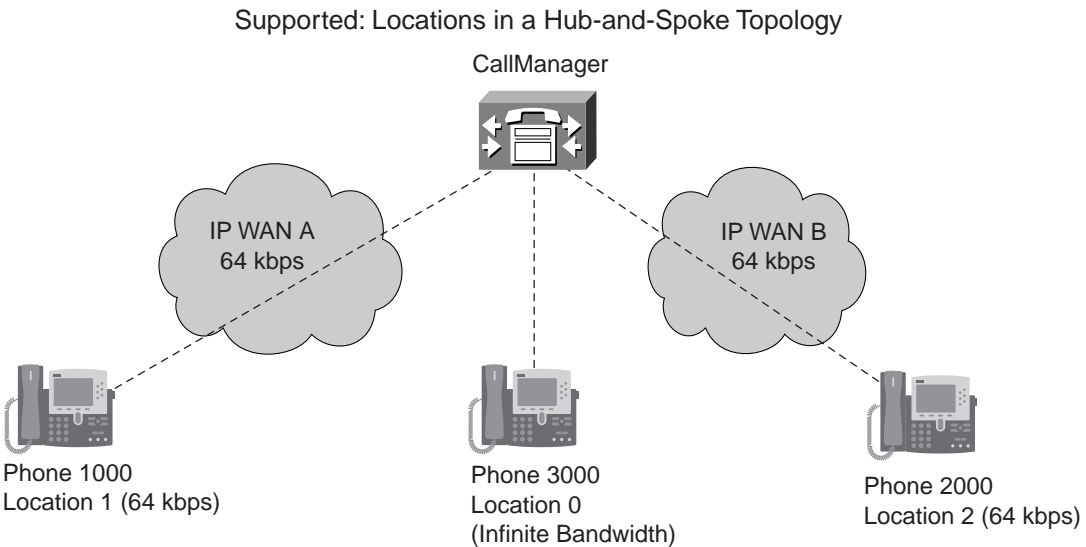 Supported: Locations in a Hub-and-Spoke Topology
CallManager
IP WAN A
64 kbps
IP WAN B
64 kbps
Phone 1000
Location 1 (64 kbps)
Phone 3000
Location 0
(Infinite Bandwidth)
Phone 2000
Location 2 (64 kbps)